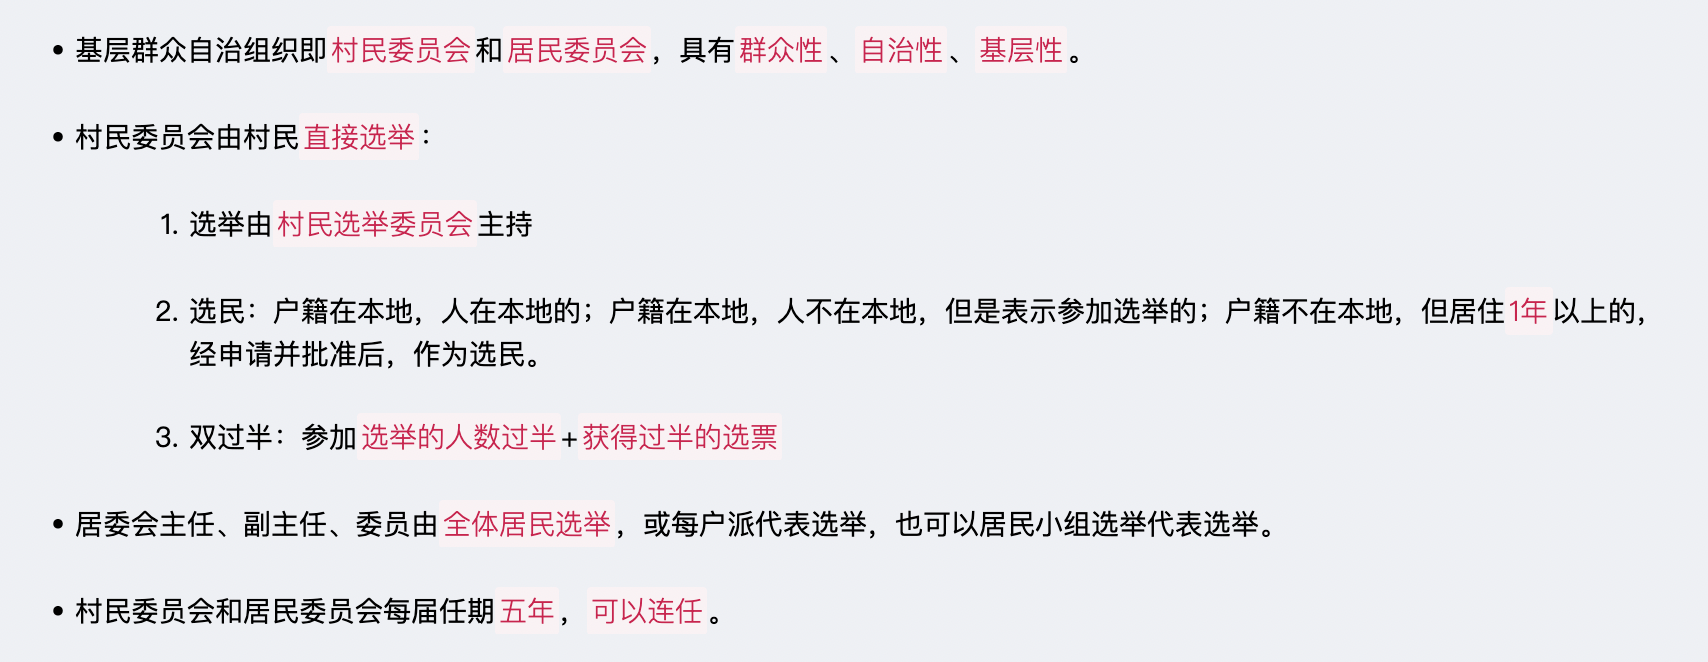 • 基层群众自治组织即村民委员会和居民委员会，具有群众性、自治性、基层性。
• 村民委员会由村民直接选举：
1. 选举由村民选举委员会主持
2. 选民：户籍在本地，人在本地的；户籍在本地，人不在本地，但是表示参加选举的；户籍不在本地，但居住1年以上的，
经申请并批准后，作为选民。
3. 双过半：参加选举的人数过半+获得过半的选票
• 居委会主任、副主任、委员由全体居民选举，或每户派代表选举，也可以居民小组选举代表选举。
• 村民委员会和居民委员会每届任期五年，可以连任。